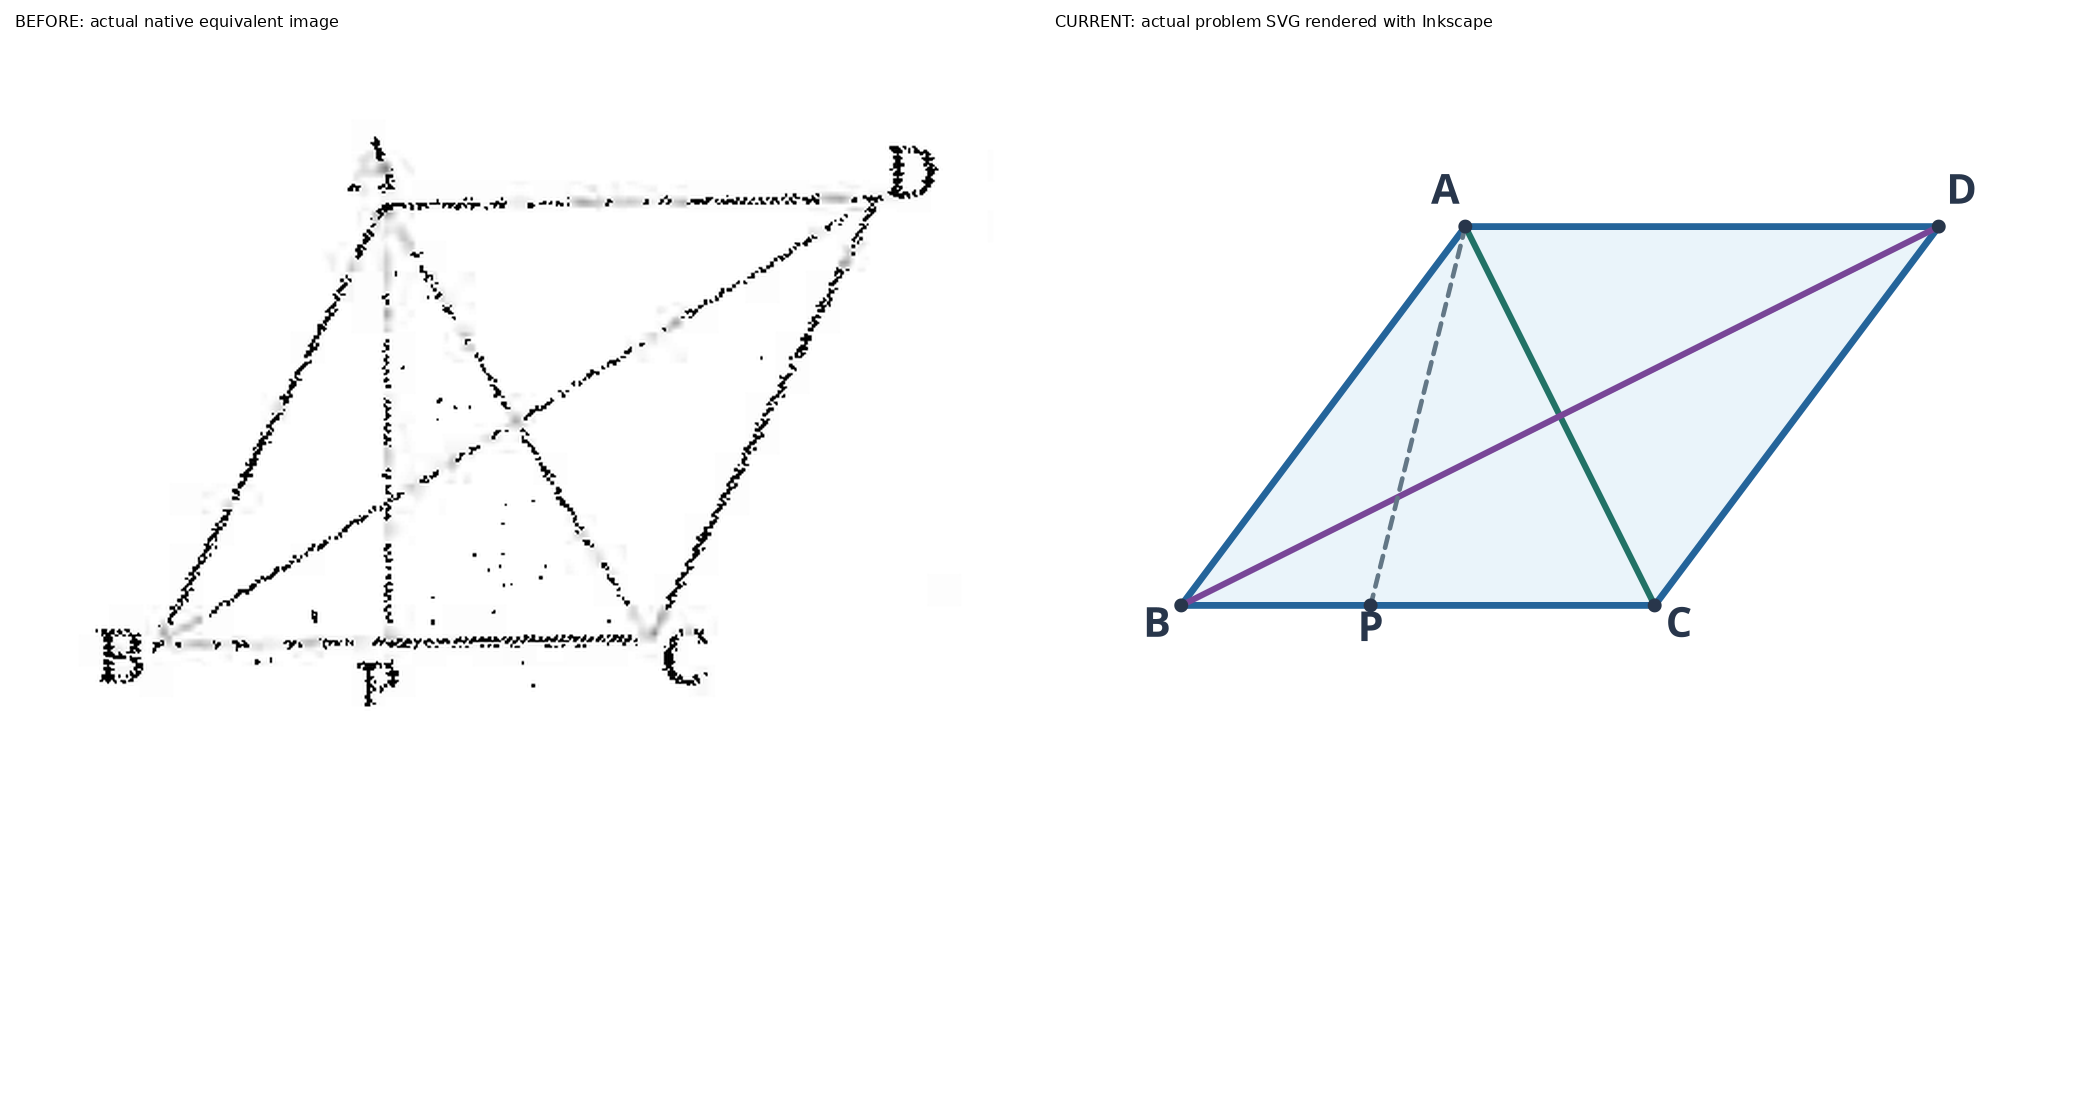 BEFORE: actual native equivalent image
CURRENT: actual problem SVG rendered with Inkscape
A
D
B
P
C
A
D
B
P
C